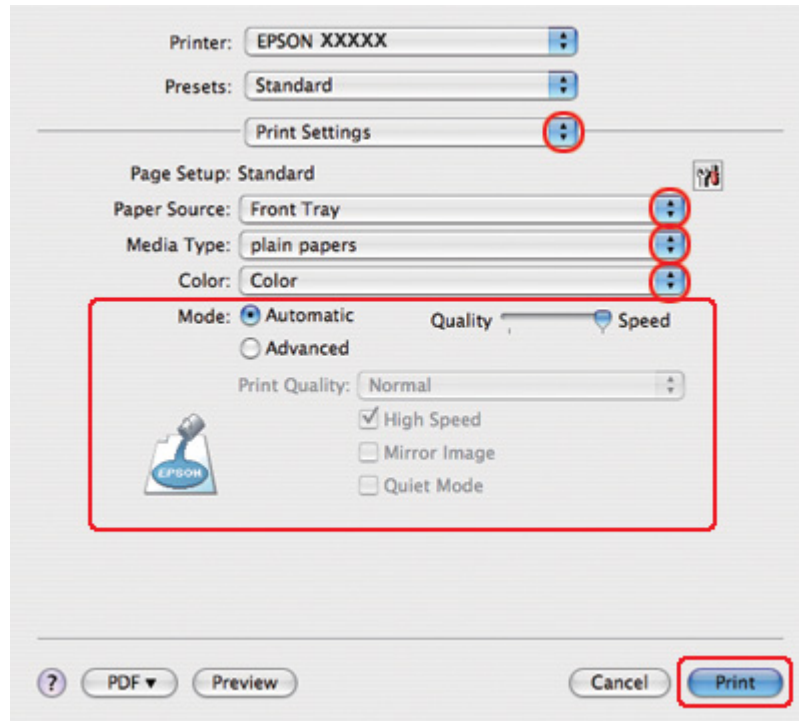 Printer: EPSON XXXXX
Presets: Standard
Print Settings
Page Setup: Standard
Paper Source: Front Tray
Media Type: plain papers
Color: Color
Mode: Automatic Quality Speed
Advanced
Print Quality: Normal
High Speed
Mirror Image
EPSON
Quiet Mode
? PDF▼ Preview Cancel Print